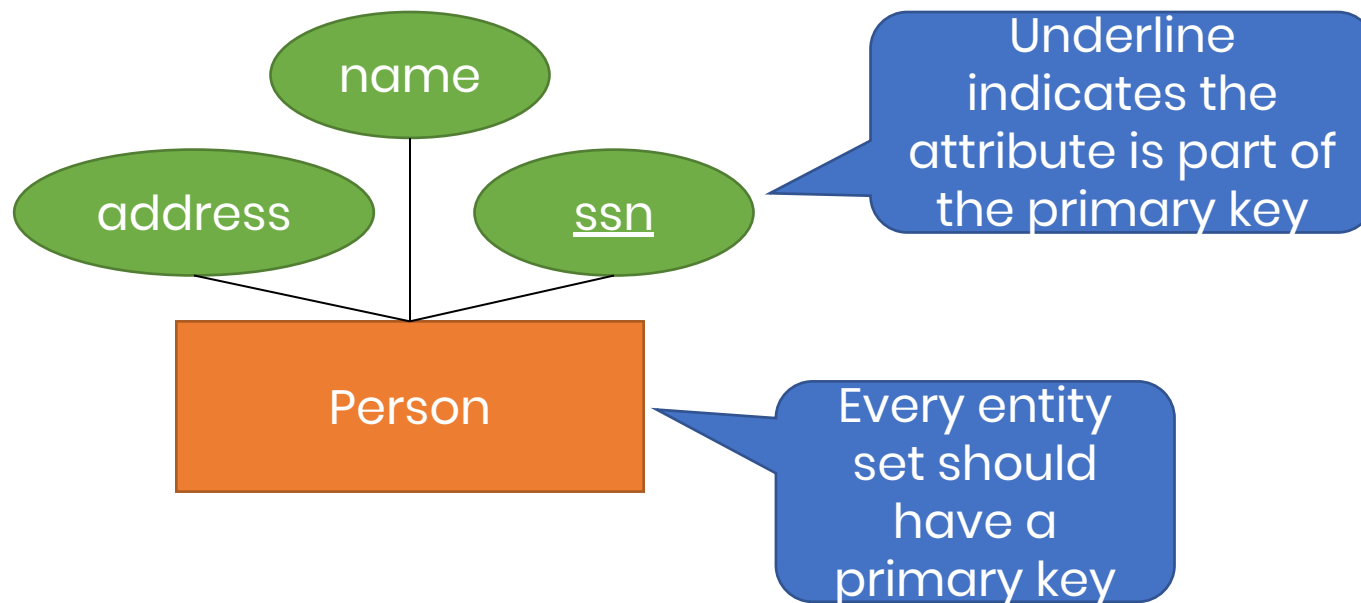 name
Underline
indicates the
attribute is part of
the primary key
address
ssn
Person
Every entity
set should
have a
primary key